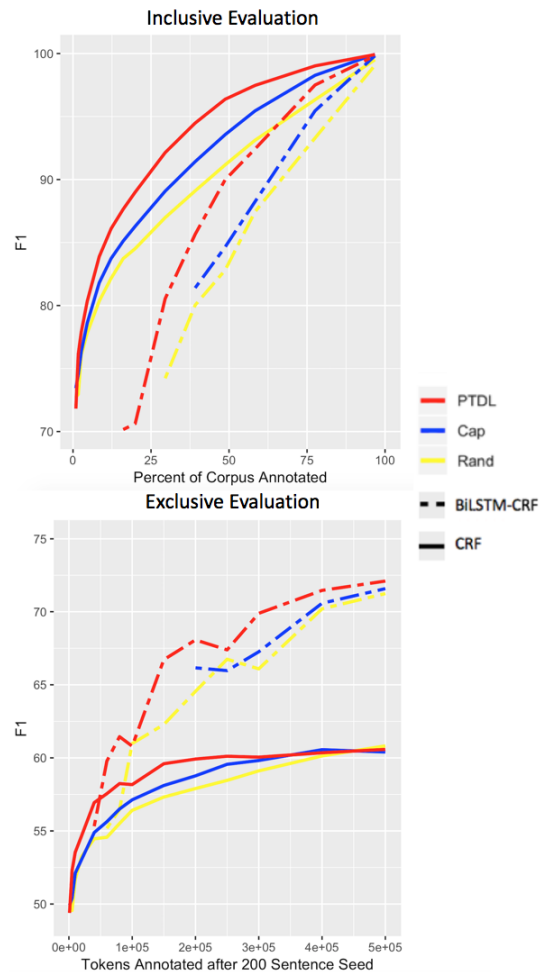 Inclusive Evaluation
100
90
80
70
F1
0 25 50 75 100
Percent of Corpus Annotated
PTDL
Cap
Rand
BiLSTM-CRF
CRF
Exclusive Evaluation
75
70
65
60
55
50
F1
0e+00 1e+05 2e+05 3e+05 4e+05 5e+05
Tokens Annotated after 200 Sentence Seed